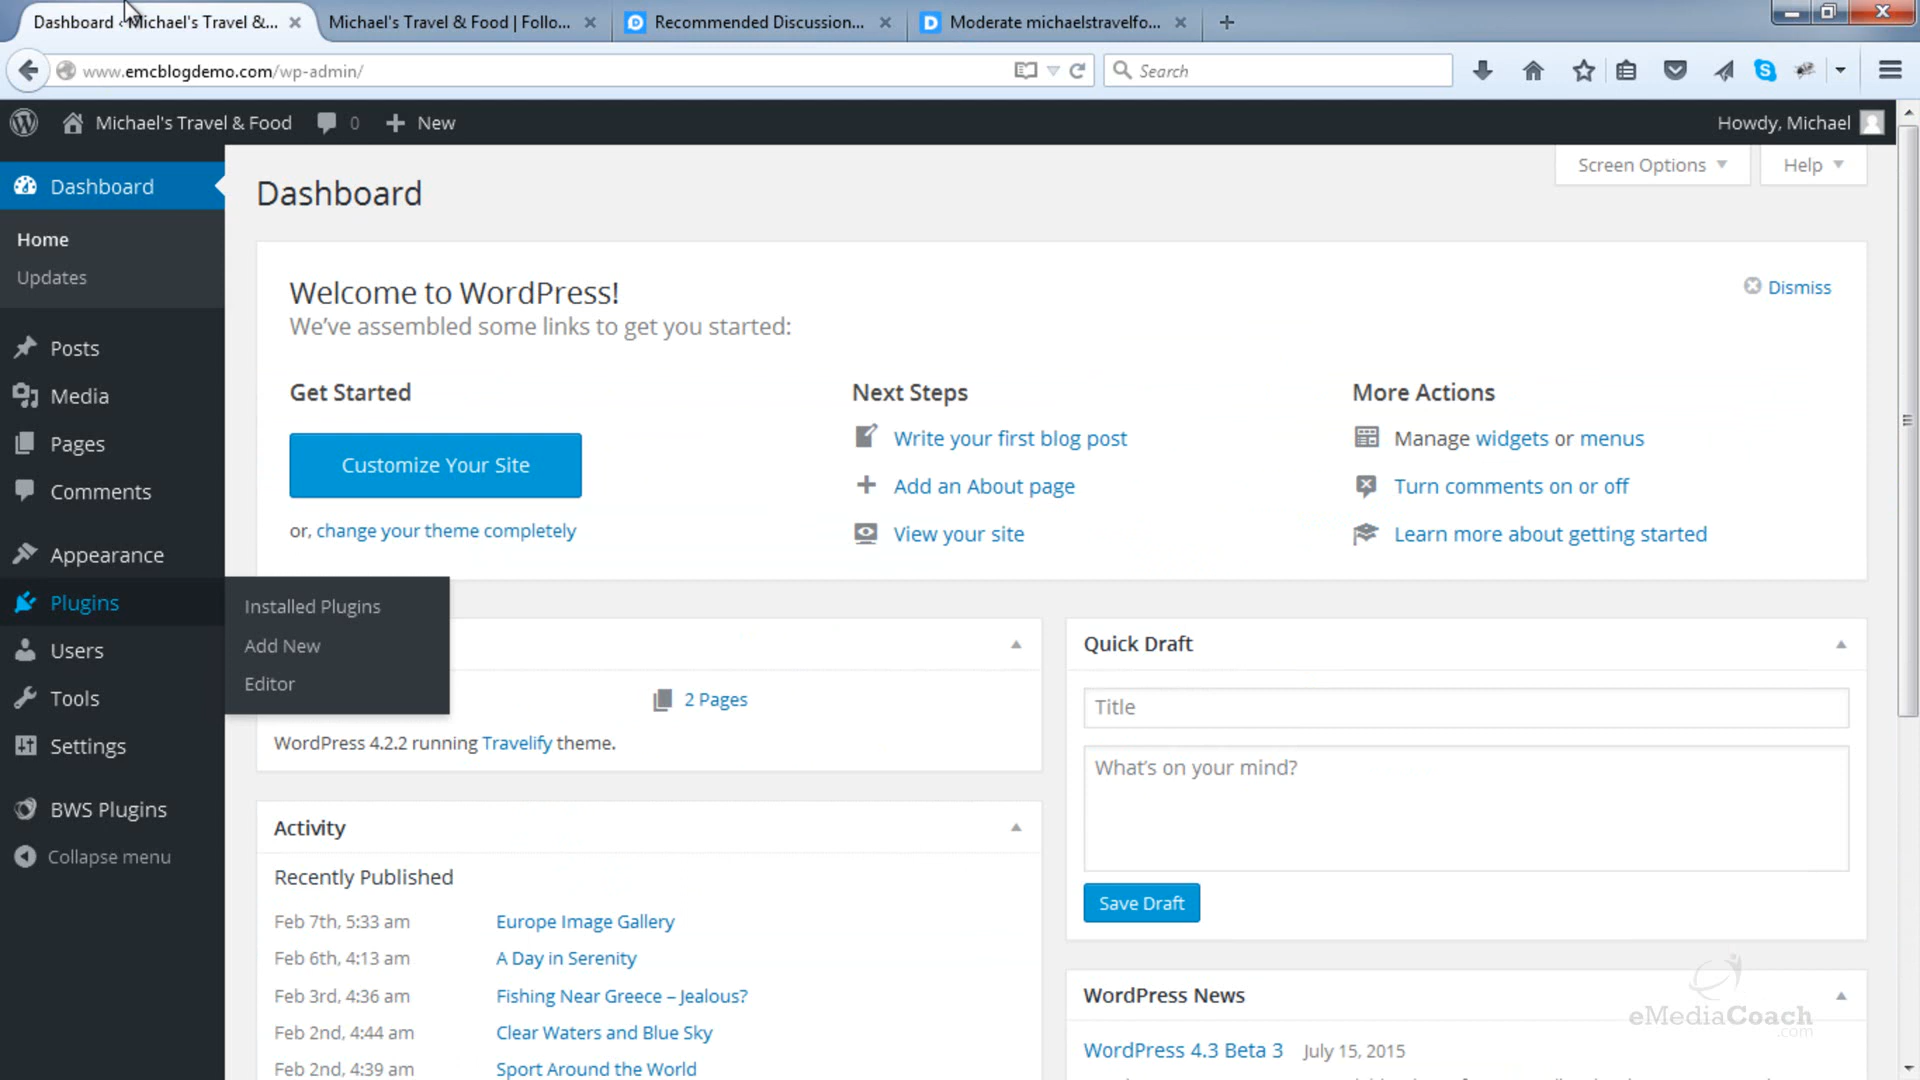 Dashboard ‹ Michael's Travel &...
Michael's Travel & Food | Follo...
Recommended Discussion...
Moderate michaelstravelfo...
www.emcblogdemo.com/wp-admin/
Search
Michael's Travel & Food
0
New
Howdy, Michael
Dashboard
Home
Updates
Posts
Media
Pages
Comments
Appearance
Plugins
Users
Tools
Settings
BWS Plugins
Collapse menu
Installed Plugins
Add New
Editor
Screen Options
Help
Dashboard
Welcome to WordPress!
We've assembled some links to get you started:
Dismiss
Get Started
Customize Your Site
or, change your theme completely
Next Steps
Write your first blog post
Add an About page
View your site
More Actions
Manage widgets or menus
Turn comments on or off
Learn more about getting started
2 Pages
WordPress 4.2.2 running Travelify theme.
Activity
Recently Published
Feb 7th, 5:33 am Europe Image Gallery
Feb 6th, 4:13 am A Day in Serenity
Feb 3rd, 4:36 am Fishing Near Greece – Jealous?
Feb 2nd, 4:44 am Clear Waters and Blue Sky
Feb 2nd, 4:39 am Sport Around the World
Quick Draft
Title
What's on your mind?
Save Draft
WordPress News
WordPress 4.3 Beta 3 July 15, 2015
eMediaCoach
.com